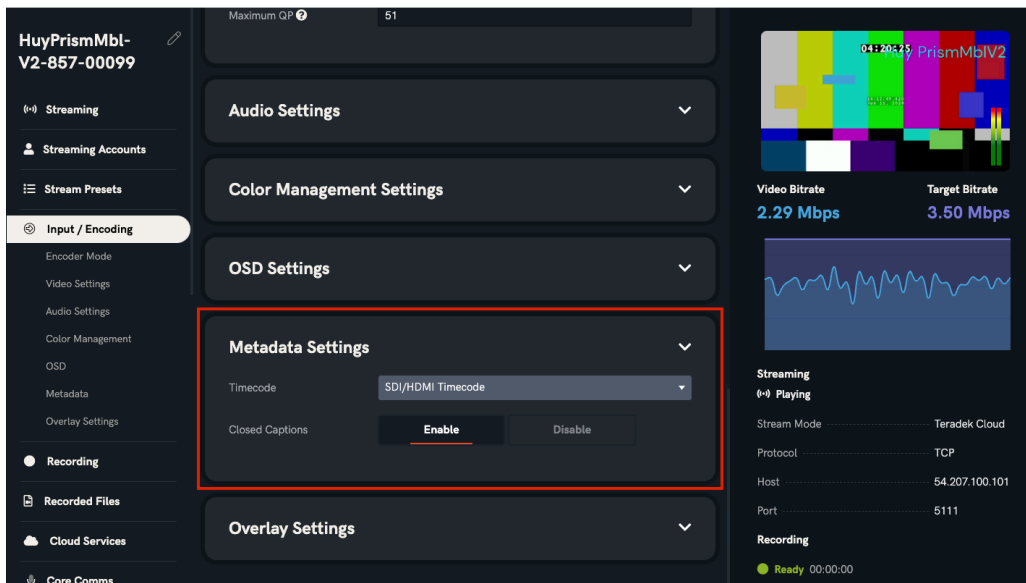 HuyPrismMbl-
V2-857-00099
Streaming
Streaming Accounts
Stream Presets
Input / Encoding
Encoder Mode
Video Settings
Audio Settings
Color Management
OSD
Metadata
Overlay Settings
Recording
Recorded Files
Cloud Services
Core Comms
Maximum QP ?
51
Audio Settings
Color Management Settings
OSD Settings
Metadata Settings
Timecode
SDI/HDMI Timecode
Closed Captions
Enable
Disable
Overlay Settings
04:20:25
Huy PrismMblV2
Video Bitrate
Target Bitrate
2.29 Mbps
3.50 Mbps
Streaming
Playing
Stream Mode
Teradek Cloud
Protocol
TCP
Host
54.207.100.101
Port
5111
Recording
Ready 00:00:00